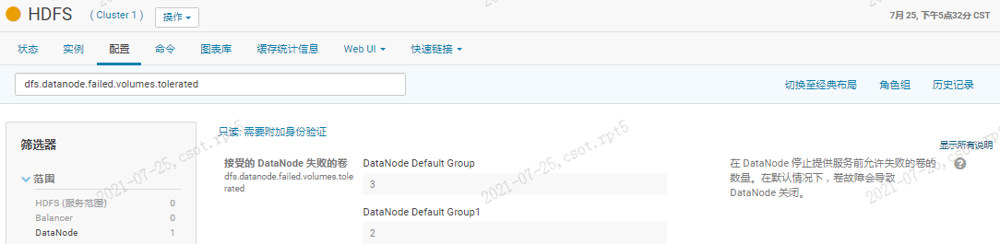 HDFS ( Cluster 1 ) 操作 7月 25, 下午5点32分 CST
状态 实例 配置 命令 图表库 缓存统计信息 Web UI 快速链接
dfs.datanode.failed.volumes.tolerated 切换至经典布局 角色组 历史记录
筛选器
范围
HDFS (服务范围) 0
Balancer 0
DataNode 1
只读: 需要附加身份验证
显示所有说明
接受的 DataNode 失败的卷
dfs.datanode.failed.volumes.tole
rated
DataNode Default Group
3
DataNode Default Group1
2
在 DataNode 停止提供服务前允许失败的卷的
数量。在默认情况下，卷故障会导致
DataNode 关闭。
?
2021-07-25,csot.rpt5
2021-07-25,csot.rpt5
2021-07-25,csot.rpt5